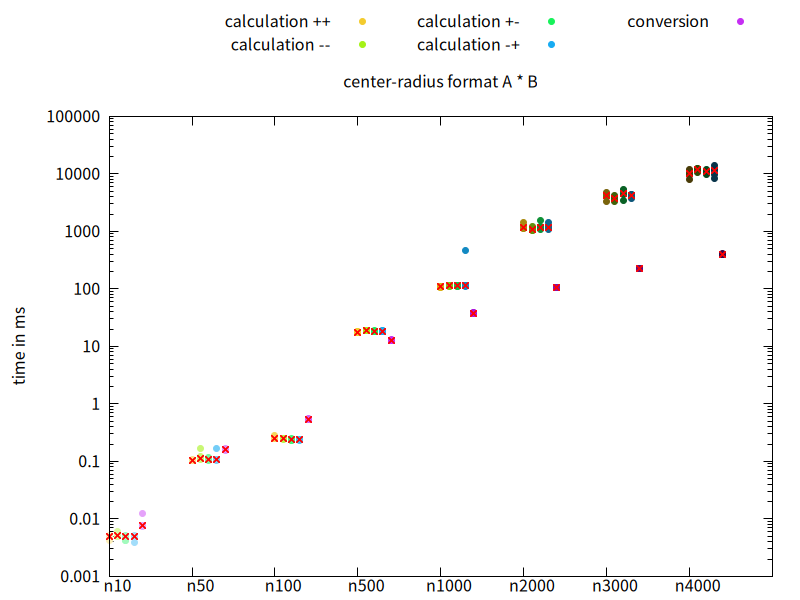 calculation ++ calculation +- conversion
calculation -- calculation -+
center-radius format A * B
100000
10000
1000
100
10
1
0.1
0.01
0.001
time in ms
n10 n50 n100 n500 n1000 n2000 n3000 n4000